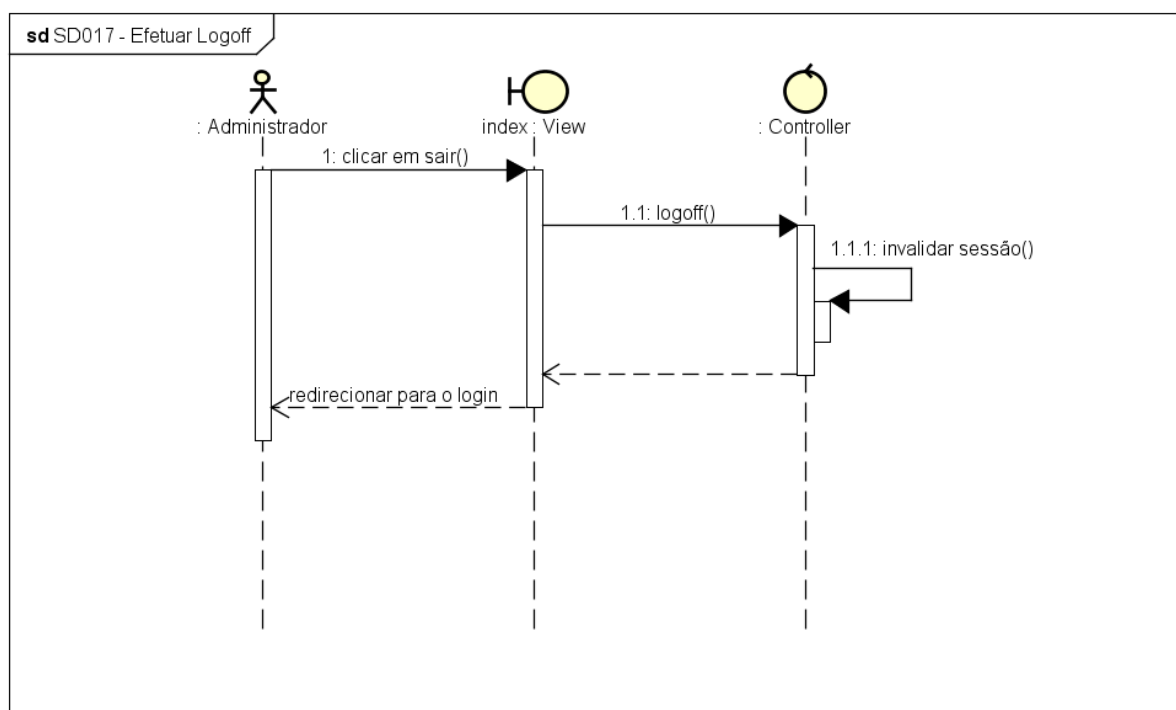 sd SD017 - Efetuar Logoff
: Administrador
index : View
: Controller
1: clicar em sair()
1.1: logoff()
1.1.1: invalidar sessão()
redirecionar para o login